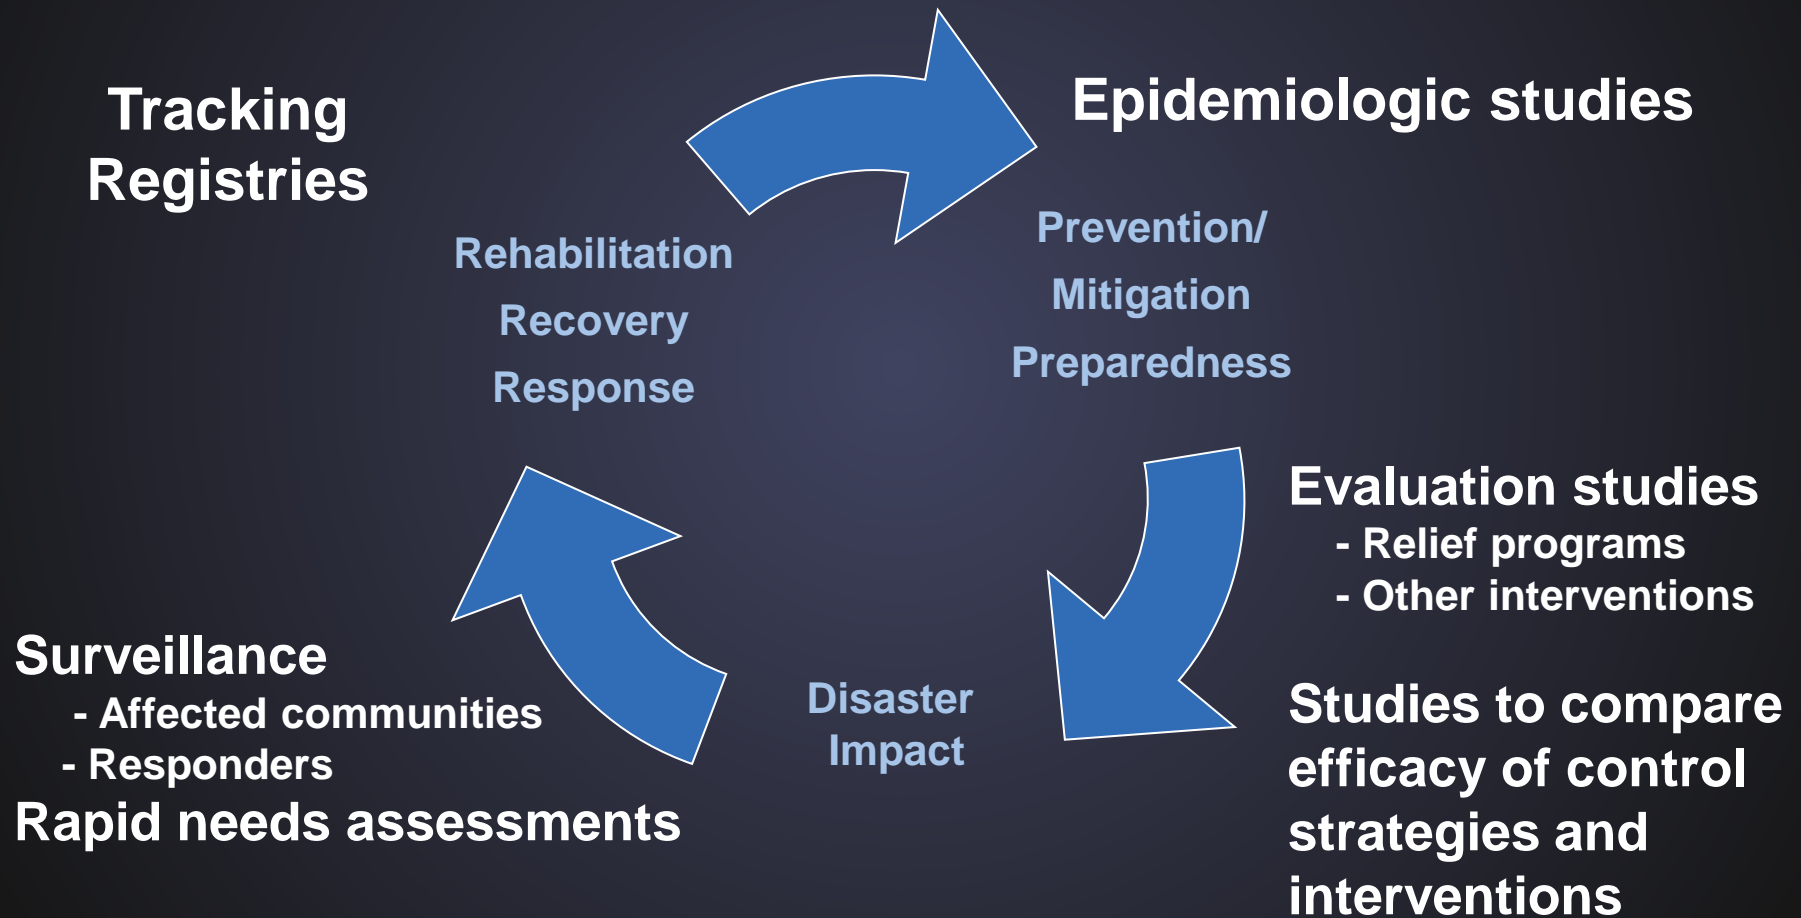 Tracking
Registries
Epidemiologic studies
Rehabilitation
Recovery
Response
Prevention/
Mitigation
Preparedness
Evaluation studies
- Relief programs
- Other interventions
Surveillance
- Affected communities
- Responders
Rapid needs assessments
Disaster
Impact
Studies to compare
efficacy of control
strategies and
interventions